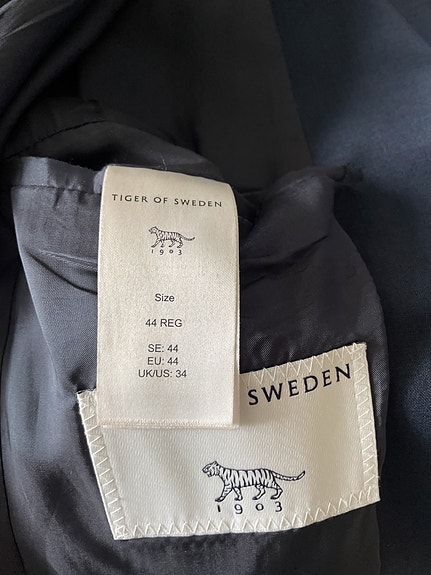 TIGER OF SWEDEN
1903
Size
44 REG
SE: 44
EU: 44
UK/US: 34
SWEDEN
1903